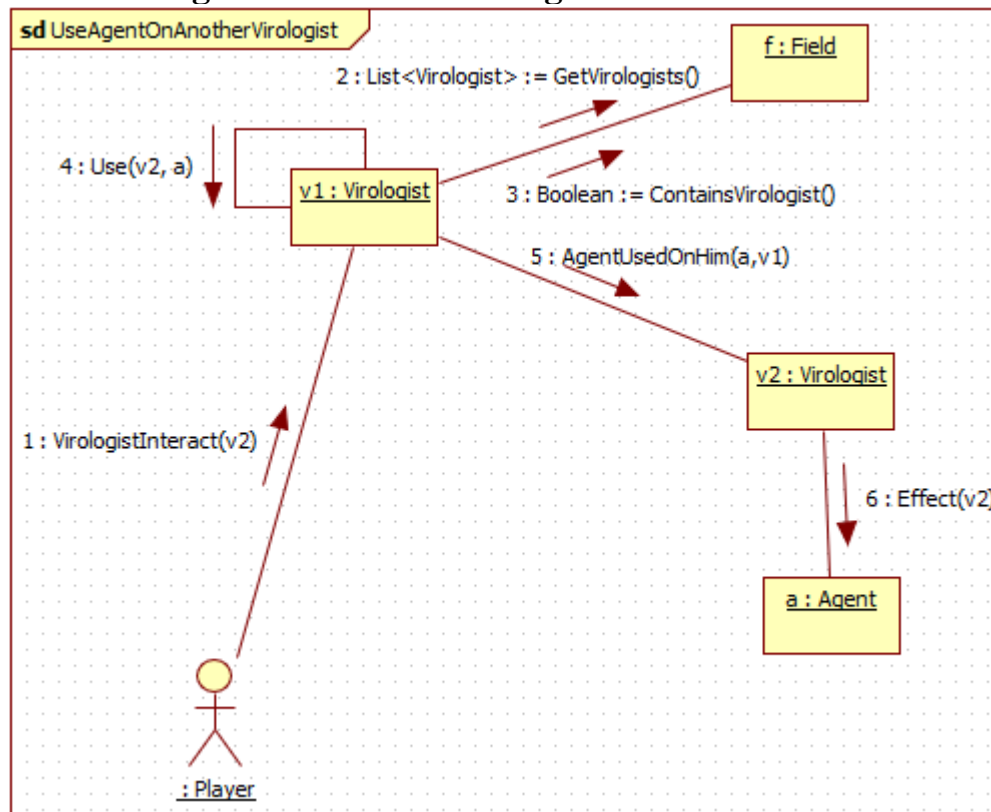 sd UseAgentOnAnotherVirologist
f : Field
2 : List<Virologist> := GetVirologists()
4 : Use(v2, a)
v1 : Virologist
3 : Boolean := ContainsVirologist()
5 : AgentUsedOnHim(a,v1)
v2 : Virologist
1 : VirologistInteract(v2)
6 : Effect(v2)
a : Agent
: Player